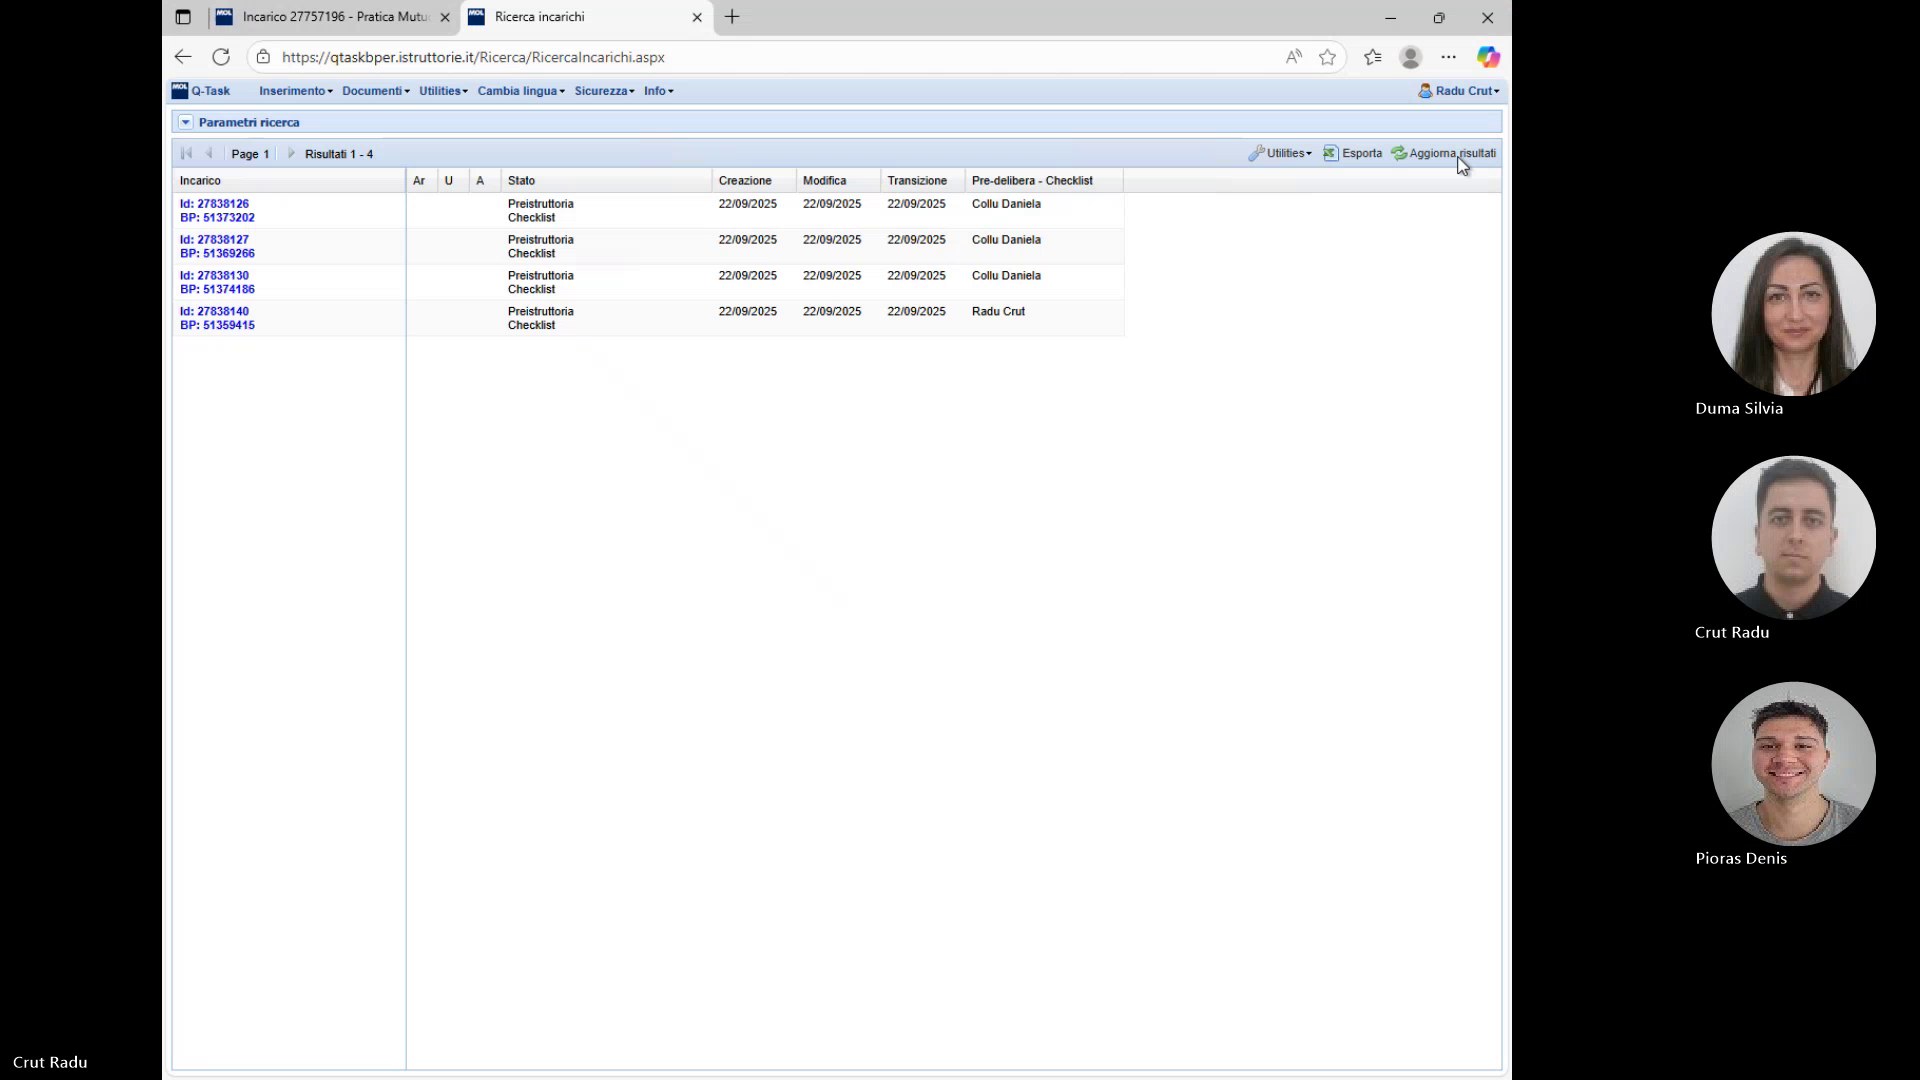 Incarico 27757196 - Pratica Mutu
Ricerca incarichi
https://qtaskbper.istruttorie.it/Ricerca/RicercaIncarichi.aspx
MOL Q-Task Inserimento Documenti Utilities Cambia lingua Sicurezza Info Radu Crut
Parametri ricerca
Page 1 Risultati 1 - 4 Utilities Esporta Aggiorna risultati
Incarico Ar U A Stato Creazione Modifica Transizione Pre-delibera - Checklist
Id: 27838126 Preistruttoria 22/09/2025 22/09/2025 22/09/2025 Collu Daniela
BP: 51373202 Checklist
Id: 27838127 Preistruttoria 22/09/2025 22/09/2025 22/09/2025 Collu Daniela
BP: 51369266 Checklist
Id: 27838130 Preistruttoria 22/09/2025 22/09/2025 22/09/2025 Collu Daniela
BP: 51374186 Checklist
Id: 27838140 Preistruttoria 22/09/2025 22/09/2025 22/09/2025 Radu Crut
BP: 51359415 Checklist
Duma Silvia
Crut Radu
Pioras Denis
Crut Radu